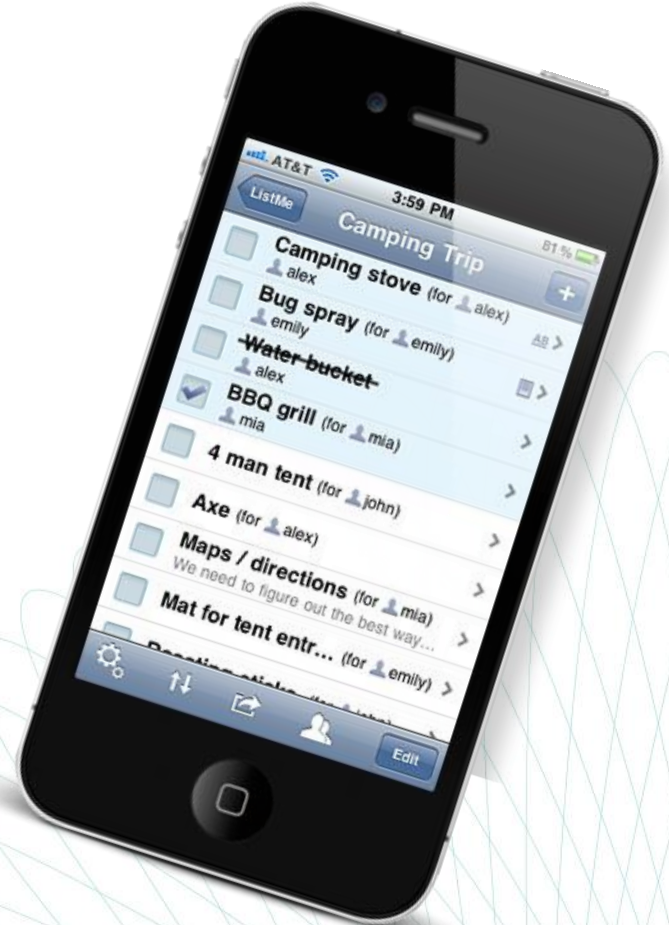 AT&T 3:59 PM 81%
ListMe Camping Trip +
Camping stove (for alex)
alex
AB
Bug spray (for emily)
emily
Water bucket
alex
BBQ grill (for mia)
mia
4 man tent (for john)
Axe (for alex)
Maps / directions (for mia)
We need to figure out the best way...
Mat for tent entr... (for emily)
Edit